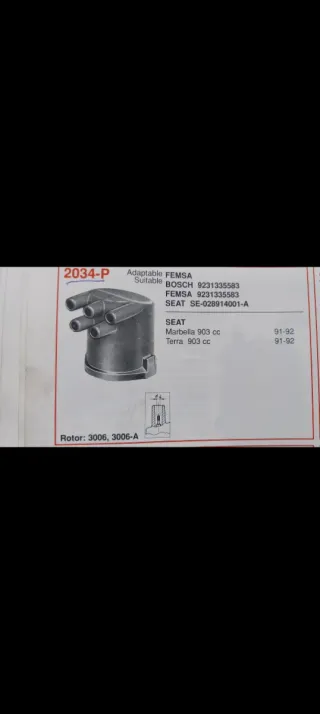 2034-P
Adaptable FEMSA
Suitable BOSCH 9231335583
FEMSA 9231335583
SEAT SE-028914001-A
SEAT
Marbella 903 cc 91-92
Terra 903 cc 91-92
Rotor: 3006, 3006-A